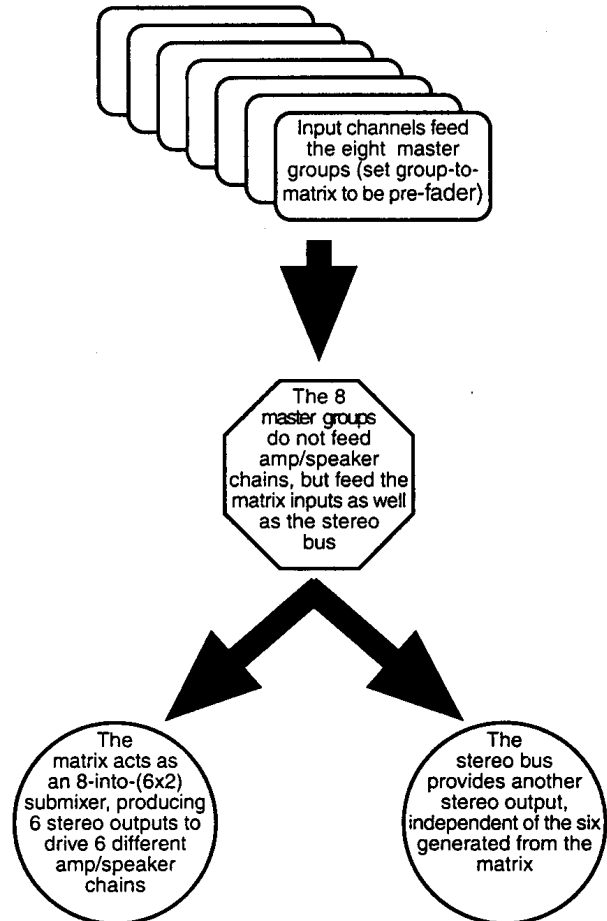 Input channels feed
the eight master
groups (set group-to-
matrix to be pre-fader)
The 8
master groups
do not feed
amp/speaker
chains, but feed the
matrix inputs as well
as the stereo
bus
The
matrix acts as
an 8-into-(6x2)
submixer, producing
6 stereo outputs to
drive 6 different
amp/speaker
chains
The
stereo bus
provides another
stereo output,
independent of the six
generated from the
matrix